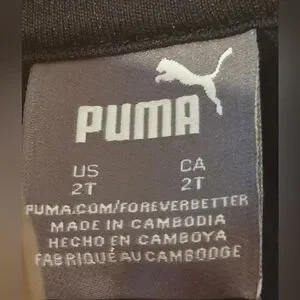 PUMA
US CA
2T 2T
PUMA.COM/FOREVERBETTER
MADE IN CAMBODIA
HECHO EN CAMBOYA
FABRIQUÉ AU CAMBODGE